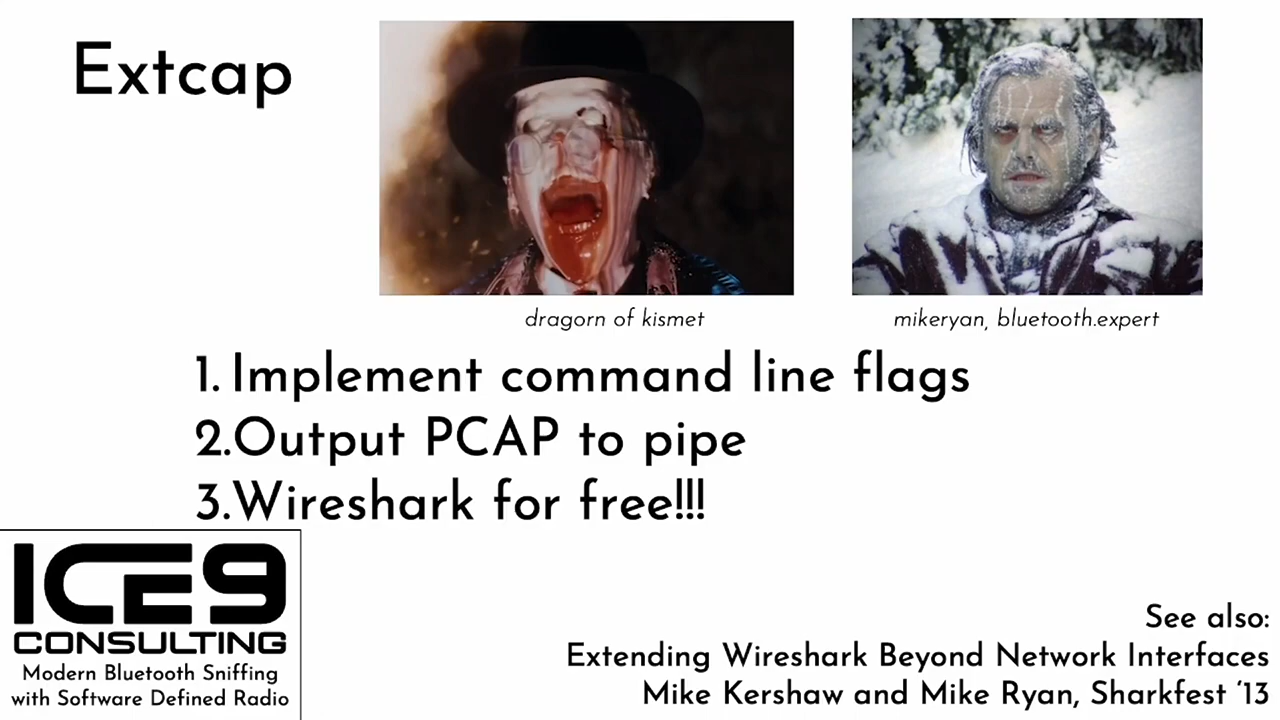 Extcap
dragorn of kismet
mikeryan, bluetooth.expert
1. Implement command line flags
2.Output PCAP to pipe
3.Wireshark for free!!!
ICE9
CONSULTING
Modern Bluetooth Sniffing
with Software Defined Radio
See also:
Extending Wireshark Beyond Network Interfaces
Mike Kershaw and Mike Ryan, Sharkfest ‘13